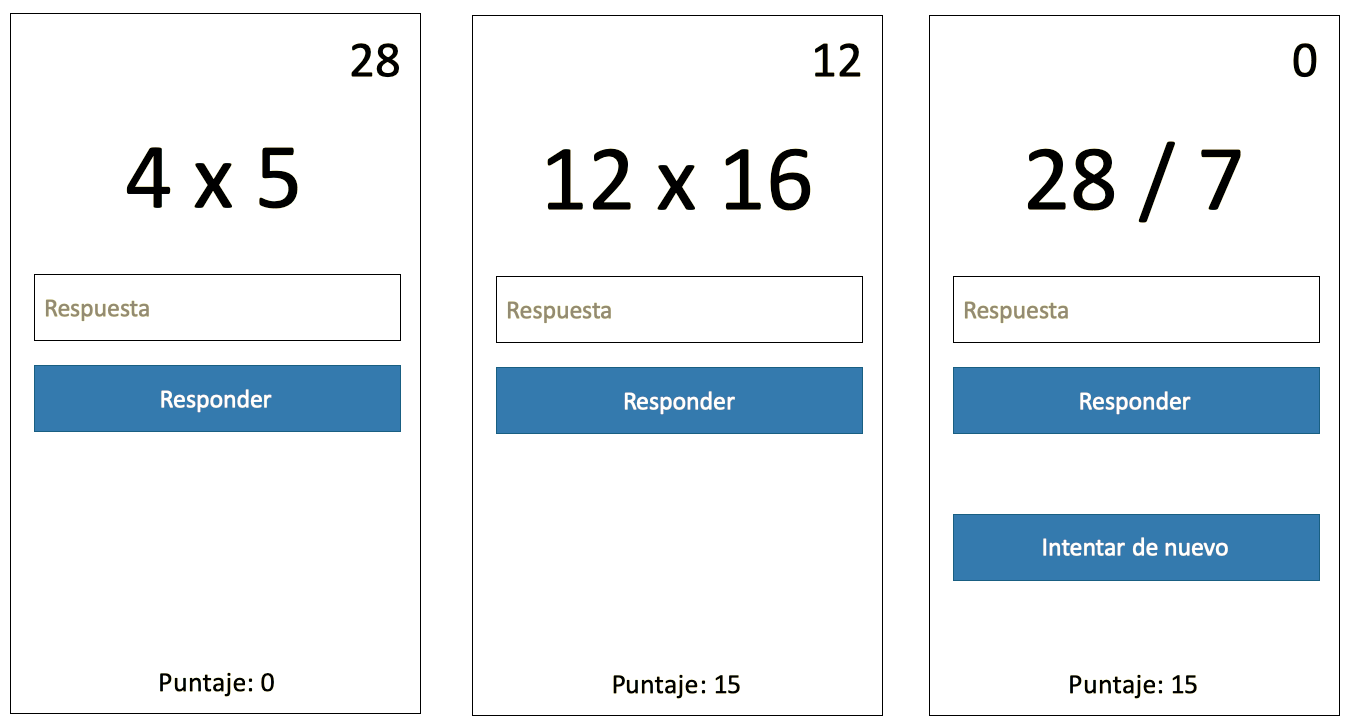 28
4 x 5
Respuesta
Responder
Puntaje: 0
12
12 x 16
Respuesta
Responder
Puntaje: 15
0
28 / 7
Respuesta
Responder
Intentar de nuevo
Puntaje: 15